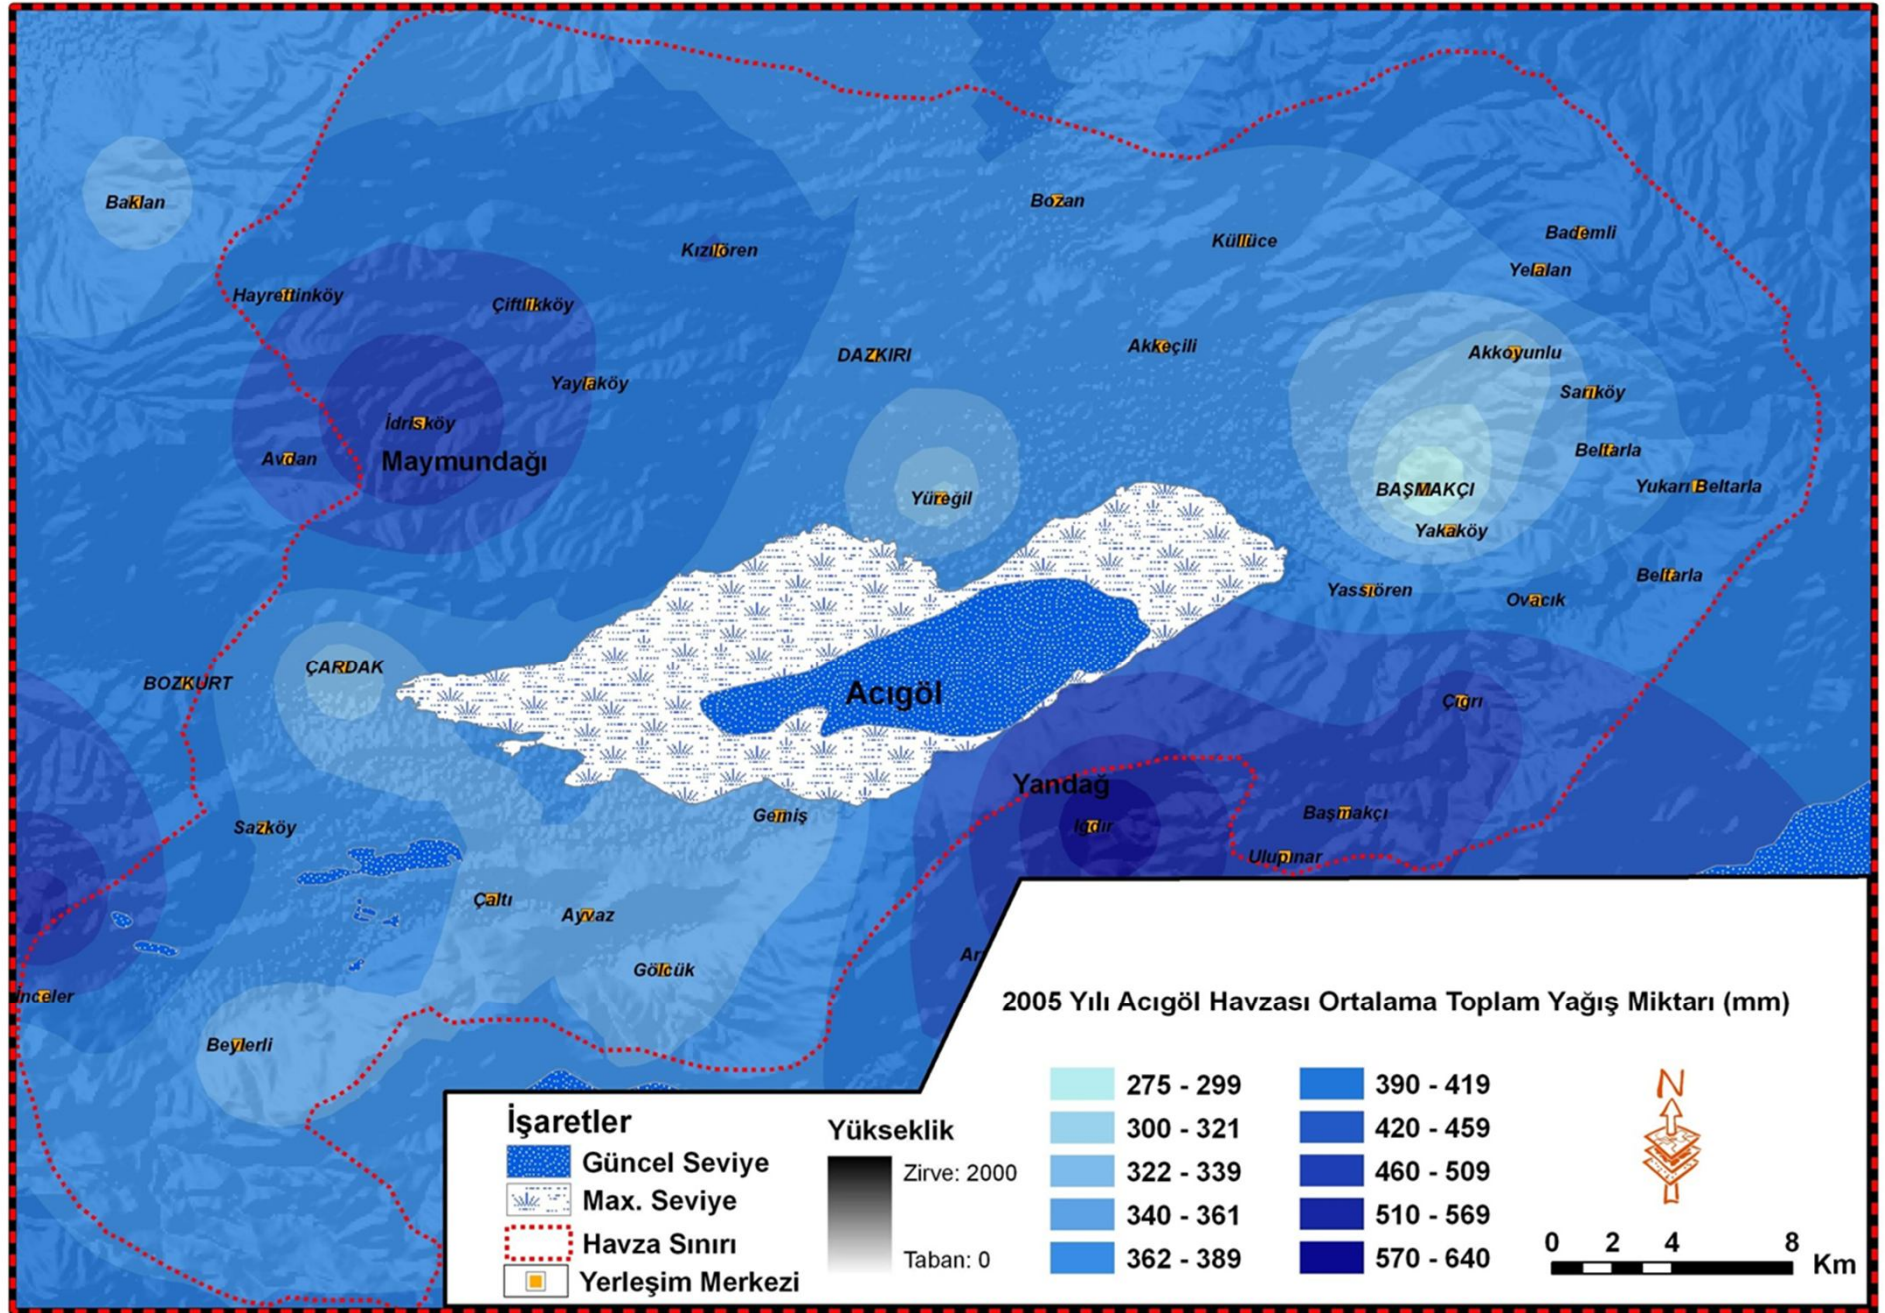 Baklan
Bozan
Bademli
Küllüce
Kızılören
Yelalan
Hayrettinköy
Çiftlikköy
Akkeçili
Akkoyunlu
DAZKIRI
Yaylaköy
Sarıköy
İdrisköy
Beltarla
Avdan
Maymundağı
Yüreğil
BAŞMAKÇI
Yukarı Beltarla
Yakaköy
Beltarla
Yassıören
Ovacık
ÇARDAK
BOZKURT
Acıgöl
Çığrı
Yandağ
Gemiş
Başmakçı
Sazköy
Iğdır
Ulupınar
Çaltı
Ayvaz
Gölcük
İnceler
Beylerli
2005 Yılı Acıgöl Havzası Ortalama Toplam Yağış Miktarı (mm)
275 - 299
300 - 321
322 - 339
340 - 361
362 - 389
390 - 419
420 - 459
460 - 509
510 - 569
570 - 640
N
0 2 4 8 Km
İşaretler
Güncel Seviye
Max. Seviye
Havza Sınırı
Yerleşim Merkezi
Yükseklik
Zirve: 2000
Taban: 0